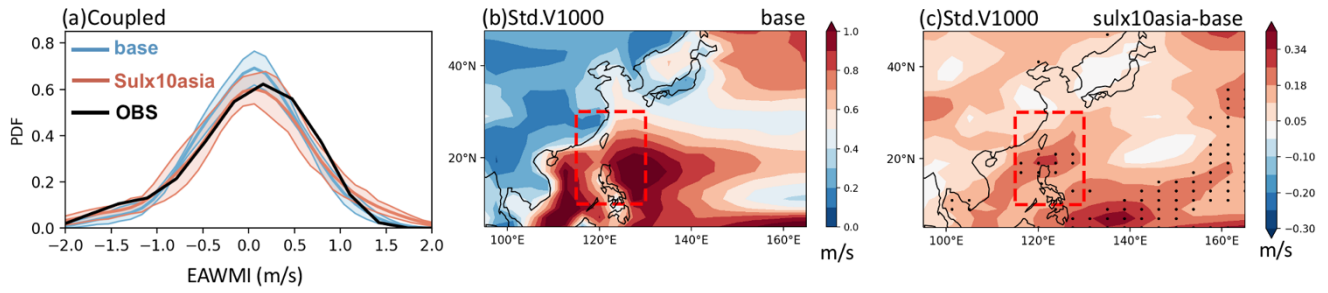 (a)Coupled
base
Sulx10asia
OBS
PDF
0.8
0.6
0.4
0.2
0.0
−2.0 −1.5 −1.0 −0.5 0.0 0.5 1.0 1.5 2.0
EAWMI (m/s)
(b)Std.V1000 base
40°N
20°N
100°E 120°E 140°E 160°E
1.0
0.8
0.6
0.4
0.2
0.0
m/s
(c)Std.V1000 sulx10asia-base
40°N
20°N
100°E 120°E 140°E 160°E
0.34
0.18
0.05
−0.10
−0.20
−0.30
m/s